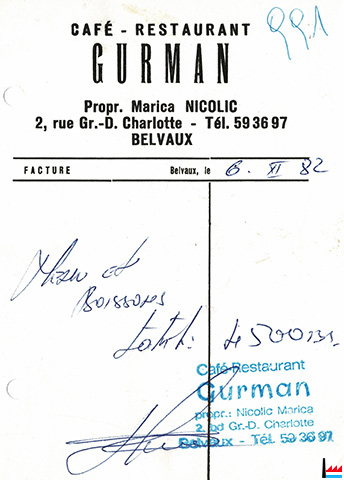 CAFÉ - RESTAURANT
GURMAN
Propr. Marica NICOLIC
2, rue Gr.-D. Charlotte - Tél. 59 36 97
BELVAUX
FACTURE Belvaux, le 6. XI 82
Menu et
Boissons
Total: 4500
Café-Restaurant
Gurman
propr.: Nicolic Marica
2, bd Gr.-D. Charlotte
Belvaux - Tél. 59 36 97